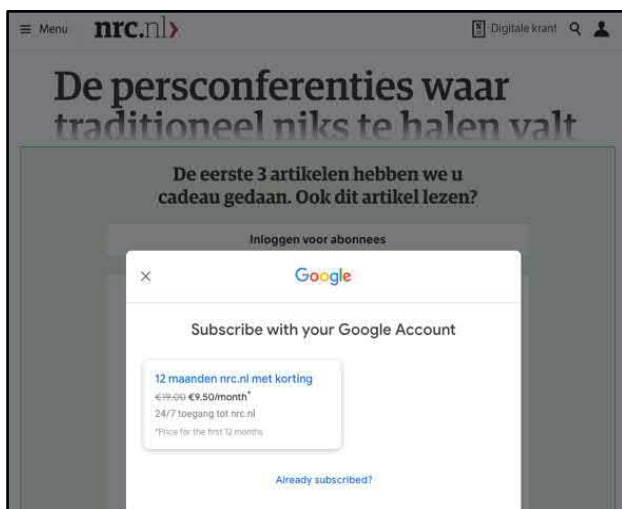 Menu nrc.nl Digitale krant
De persconferenties waar
traditioneel niks te halen valt
De eerste 3 artikelen hebben we u
cadeau gedaan. Ook dit artikel lezen?
Inloggen voor abonnees
Google
Subscribe with your Google Account
12 maanden nrc.nl met korting
€19.00 €9.50/month*
24/7 toegang tot nrc.nl
*Price for the first 12 months
Already subscribed?